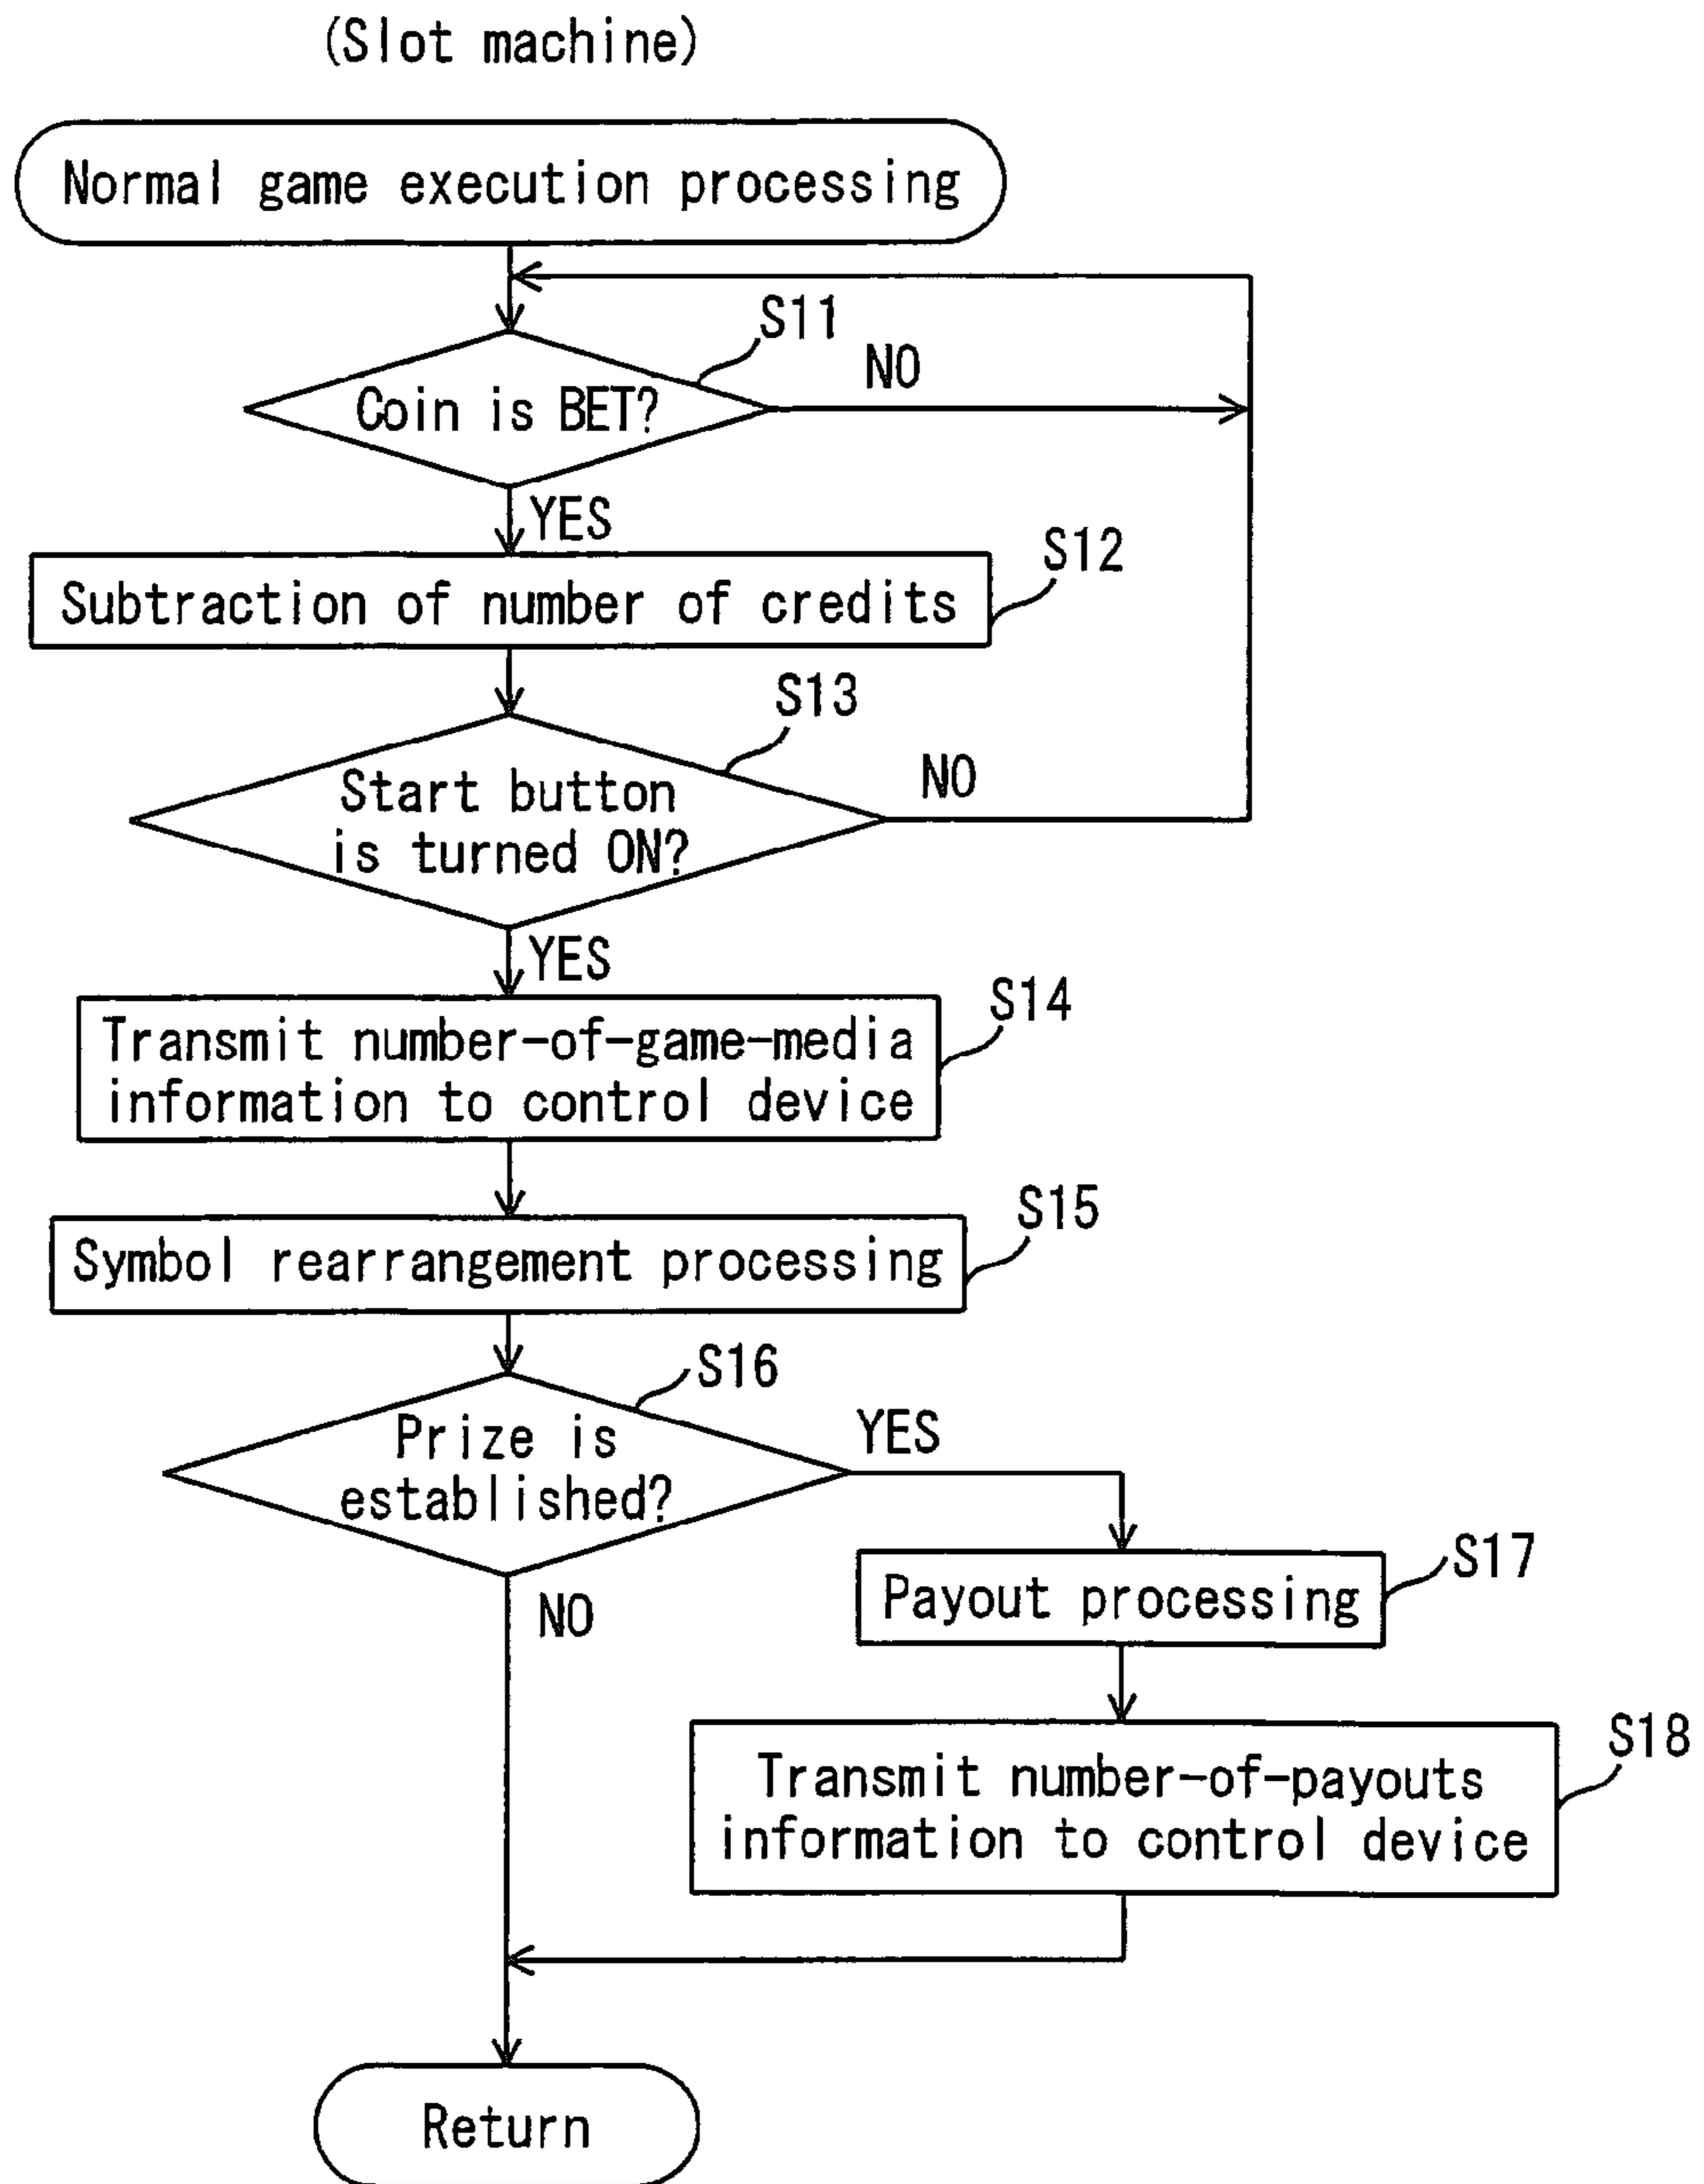 (Slot machine)
Normal game execution processing
S11
Coin is BET?
NO
YES
S12
Subtraction of number of credits
S13
Start button
is turned ON?
NO
YES
S14
Transmit number-of-game-media
information to control device
S15
Symbol rearrangement processing
S16
Prize is
established?
YES
NO
S17
Payout processing
S18
Transmit number-of-payouts
information to control device
Return